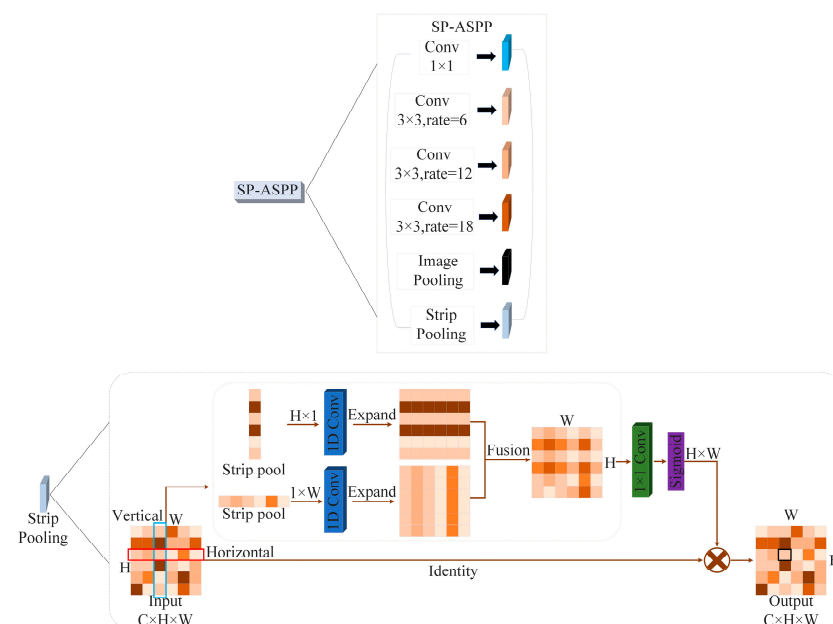 SP-ASPP
Conv
1×1
Conv
3×3,rate=6
Conv
3×3,rate=12
SP-ASPP
Conv
3×3,rate=18
Image
Pooling
Strip
Pooling
H×1
1D Conv
Expand
Strip pool
W
Fusion
H
1×1 Conv
Sigmoid
H×W
1×W
1D Conv
Expand
Strip pool
Strip
Pooling
Vertical
W
Horizontal
H
Identity
W
Input
C×H×W
Output
C×H×W